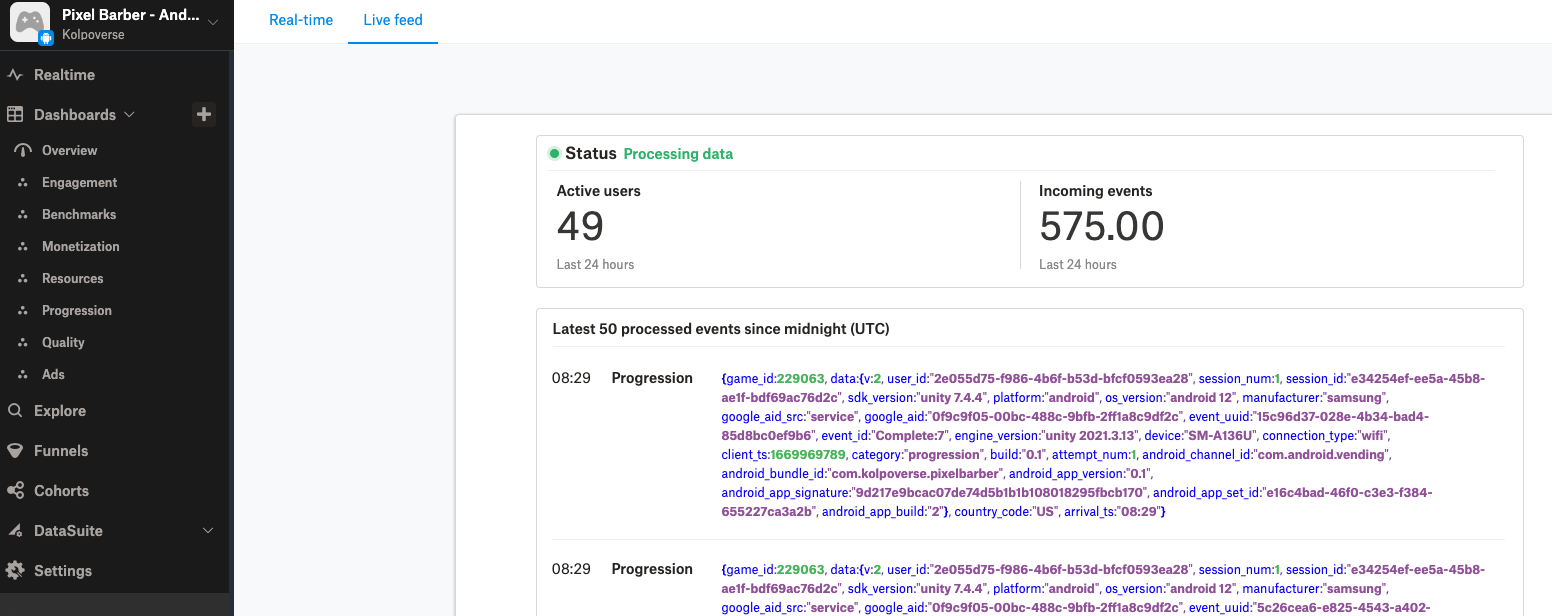 Pixel Barber - And...
Kolpoverse
Realtime
Dashboards
Overview
Engagement
Benchmarks
Monetization
Resources
Progression
Quality
Ads
Explore
Funnels
Cohorts
DataSuite
Settings
Real-time Live feed
Status Processing data
Active users
49
Last 24 hours
Incoming events
575.00
Last 24 hours
Latest 50 processed events since midnight (UTC)
08:29 Progression {game_id:229063, data:{v:2, user_id:"2e055d75-f986-4b6f-b53d-bfcf0593ea28", session_num:1, session_id:"e34254ef-ee5a-45b8-
ae1f-bdf69ac76d2c", sdk_version:"unity 7.4.4", platform:"android", os_version:"android 12", manufacturer:"samsung",
google_aid_src:"service", google_aid:"0f9c9f05-00bc-488c-9bfb-2ff1a8c9df2c", event_uuid:"15c96d37-028e-4b34-bad4-
85d8bc0ef9b6", event_id:"Complete:7", engine_version:"unity 2021.3.13", device:"SM-A136U", connection_type:"wifi",
client_ts:1669969789, category:"progression", build:"0.1", attempt_num:1, android_channel_id:"com.android.vending",
android_bundle_id:"com.kolpoverse.pixelbarber", android_app_version:"0.1",
android_app_signature:"9d217e9bcac07de74d5b1b1b108018295fbcb170", android_app_set_id:"e16c4bad-46f0-c3e3-f384-
655227ca3a2b", android_app_build:"2"}, country_code:"US", arrival_ts:"08:29"}
08:29 Progression {game_id:229063, data:{v:2, user_id:"2e055d75-f986-4b6f-b53d-bfcf0593ea28", session_num:1, session_id:"e34254ef-ee5a-45b8-
ae1f-bdf69ac76d2c", sdk_version:"unity 7.4.4", platform:"android", os_version:"android 12", manufacturer:"samsung",
google_aid_src:"service", google_aid:"0f9c9f05-00bc-488c-9bfb-2ff1a8c9df2c", event_uuid:"5c26cea6-e825-4543-a402-